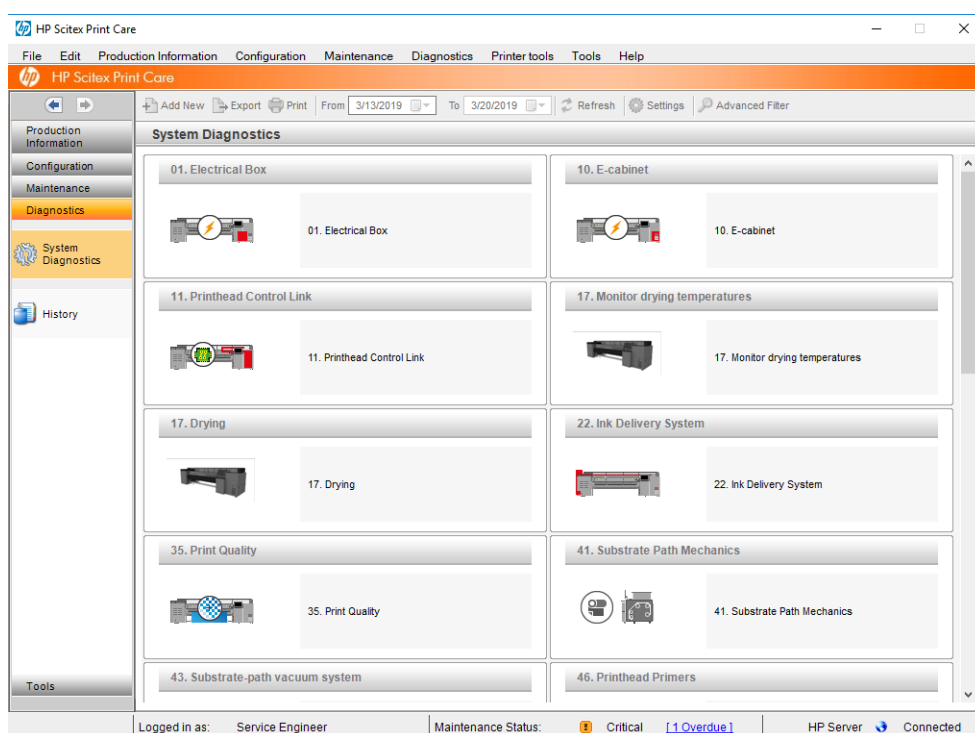 hp HP Scitex Print Care
File Edit Production Information Configuration Maintenance Diagnostics Printer tools Tools Help
hp HP Scitex Print Care
Add New Export Print From 3/13/2019 To 3/20/2019 Refresh Settings Advanced Filter
Production
Information
Configuration
Maintenance
Diagnostics
System
Diagnostics
History
Tools
System Diagnostics
01. Electrical Box
01. Electrical Box
10. E-cabinet
10. E-cabinet
11. Printhead Control Link
11. Printhead Control Link
17. Monitor drying temperatures
17. Monitor drying temperatures
17. Drying
17. Drying
22. Ink Delivery System
22. Ink Delivery System
35. Print Quality
35. Print Quality
41. Substrate Path Mechanics
41. Substrate Path Mechanics
43. Substrate-path vacuum system
46. Printhead Primers
Logged in as: Service Engineer Maintenance Status: Critical [ 1 Overdue ] HP Server Connected